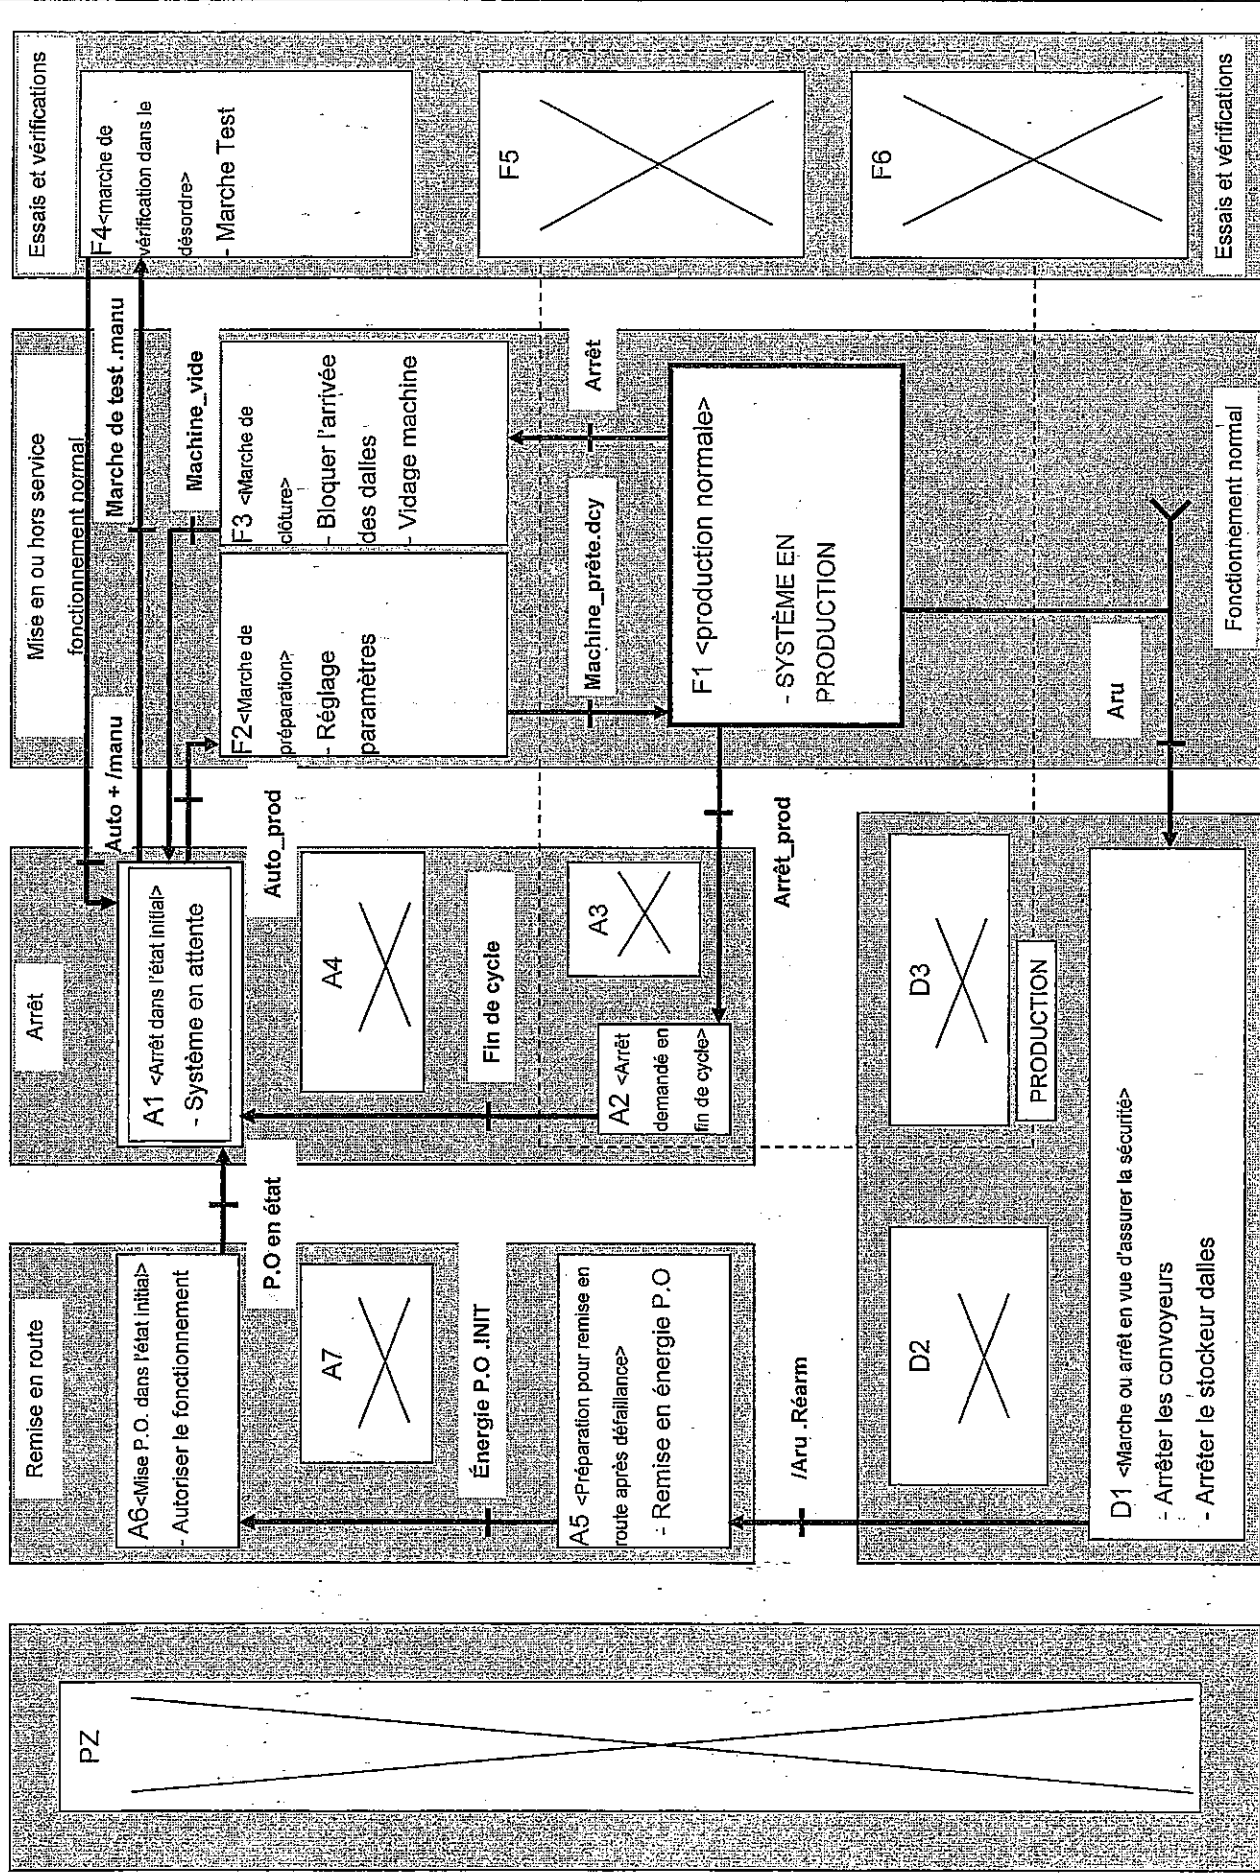 PZ
Remise en route
A6<Mise P.O. dans l'état initial>
- Autoriser le fonctionnement
A7
P.O en état
Énergie P.O .INIT
A5 <Préparation pour remise en
route après défaillance>
- Remise en énergie P.O
/Aru .Réarm
Arrêt
A1 <Arrêt dans l'état initial>
- Système en attente
Auto + /manu
Auto_prod
A4
Fin de cycle
A2 <Arrêt
demandé en
fin de cycle>
A3
Arrêt_prod
D2
D3
PRODUCTION
D1 <Marche ou arrêt en vue d'assurer la sécurité>
- Arrêter les convoyeurs
- Arrêter le stockeur dalles
Mise en ou hors service
fonctionnement normal
Marche de test .manu
Machine_vide
F2<Marche de
préparation>
- Réglage
paramètres
F3 <Marche de
clôture>
- Bloquer l'arrivée
des dalles
- Vidage machine
Machine_prête.dcy
Arrêt
F1 <production normale>
- SYSTÈME EN
PRODUCTION
Aru
Fonctionnement normal
Essais et vérifications
F4<marche de
vérification dans le
désordre>
- Marche Test
F5
F6
Essais et vérifications